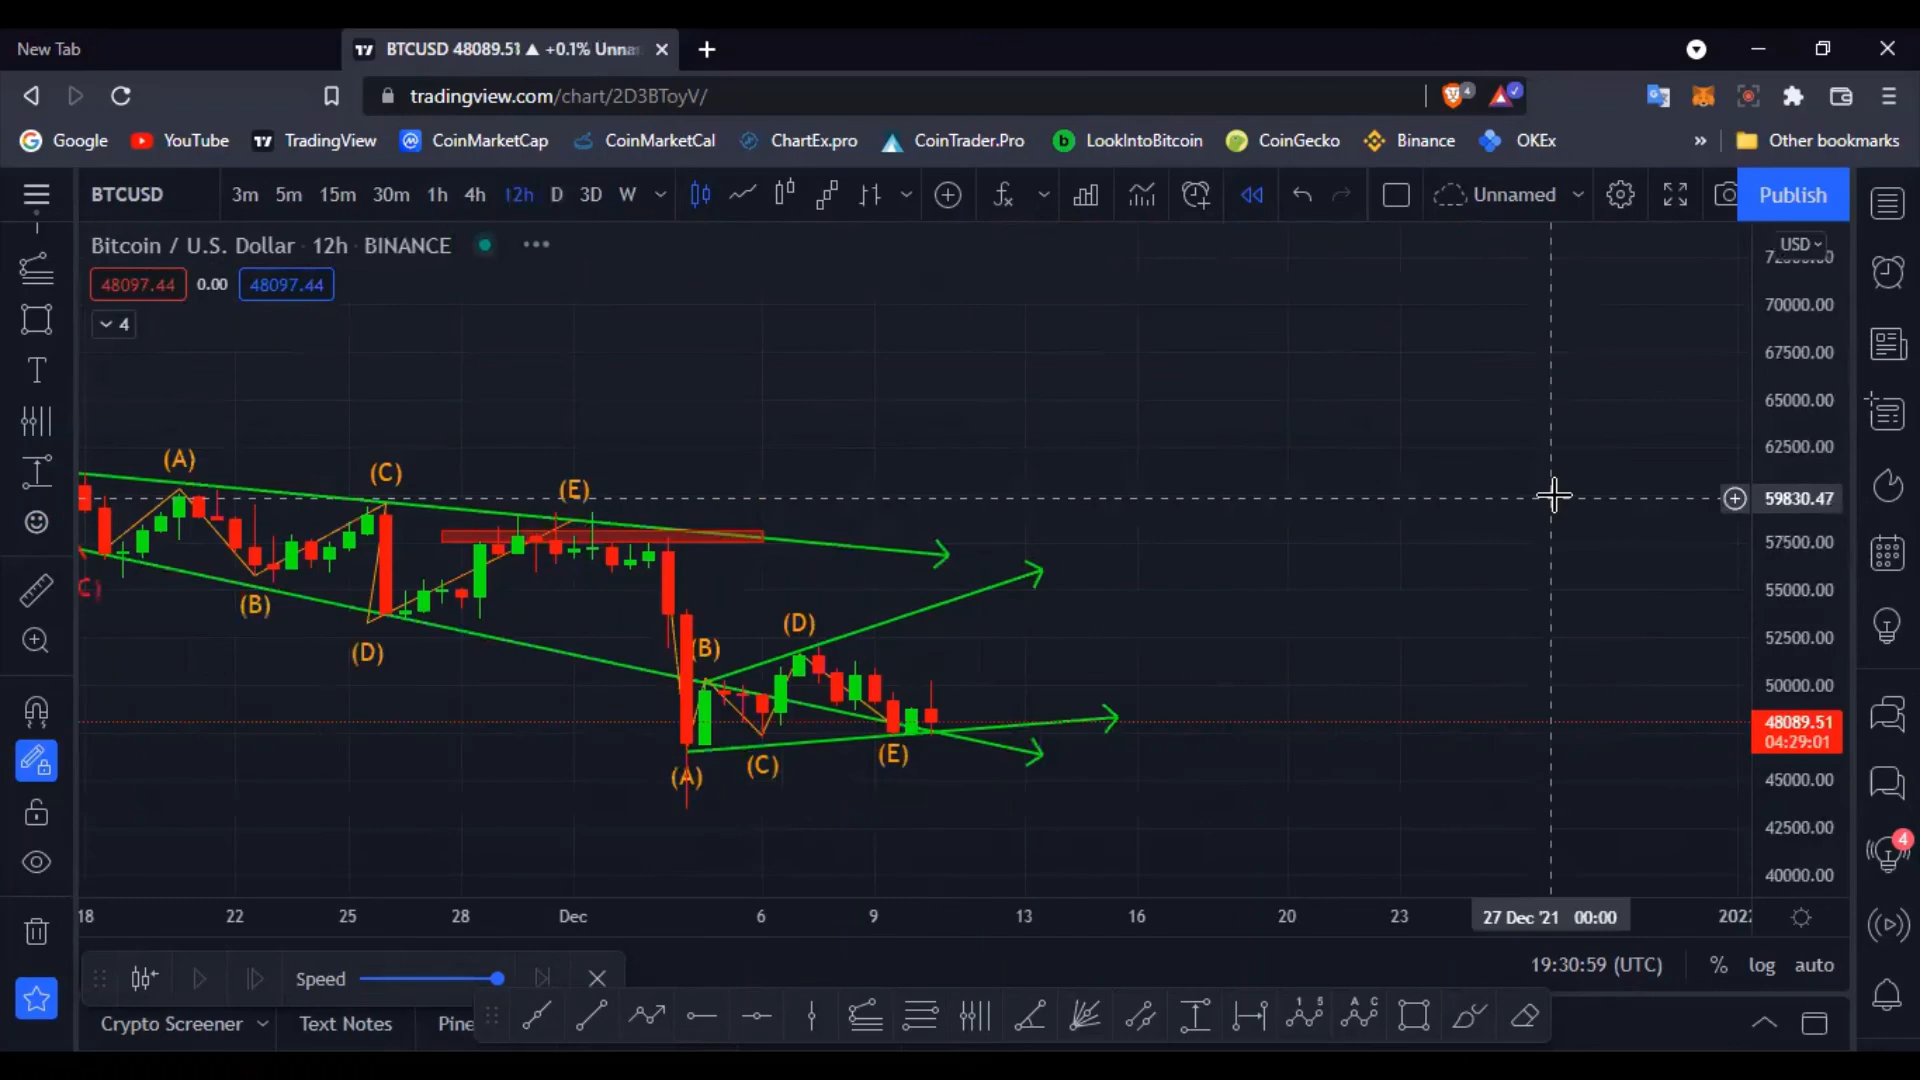 New Tab
BTCUSD 48089.51 ▲ +0.1% Unna
tradingview.com/chart/2D3BToyV/
4
Google YouTube TradingView CoinMarketCap CoinMarketCal ChartEx.pro CoinTrader.Pro LookIntoBitcoin CoinGecko Binance OKEx » Other bookmarks
BTCUSD 3m 5m 15m 30m 1h 4h 12h D 3D W Unnamed Publish
Bitcoin / U.S. Dollar · 12h · BINANCE
USD
48097.44 0.00 48097.44
4
70000.00
67500.00
65000.00
62500.00
(A) (C) (E)
59830.47
57500.00
55000.00
C)
(B)
(D)
(B) (D)
52500.00
50000.00
48089.51
04:29:01
(A) (C) (E)
45000.00
42500.00
40000.00
4
18 22 25 28 Dec 6 9 13 16 20 23 27 Dec '21 00:00 202
19:30:59 (UTC) % log auto
Speed
1 5 A C
Crypto Screener Text Notes Pine